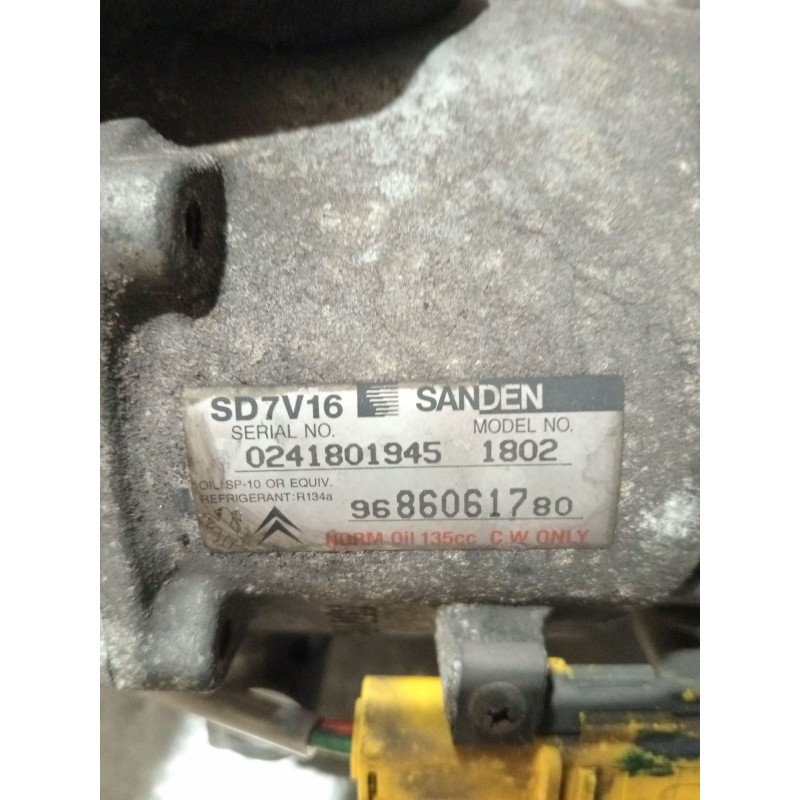 SD7V16 SANDEN
SERIAL NO. MODEL NO.
0241801945 1802
OIL:SP-10 OR EQUIV.
REFRIGERANT:R134a
9686061780
NORM Oil 135cc C.W ONLY